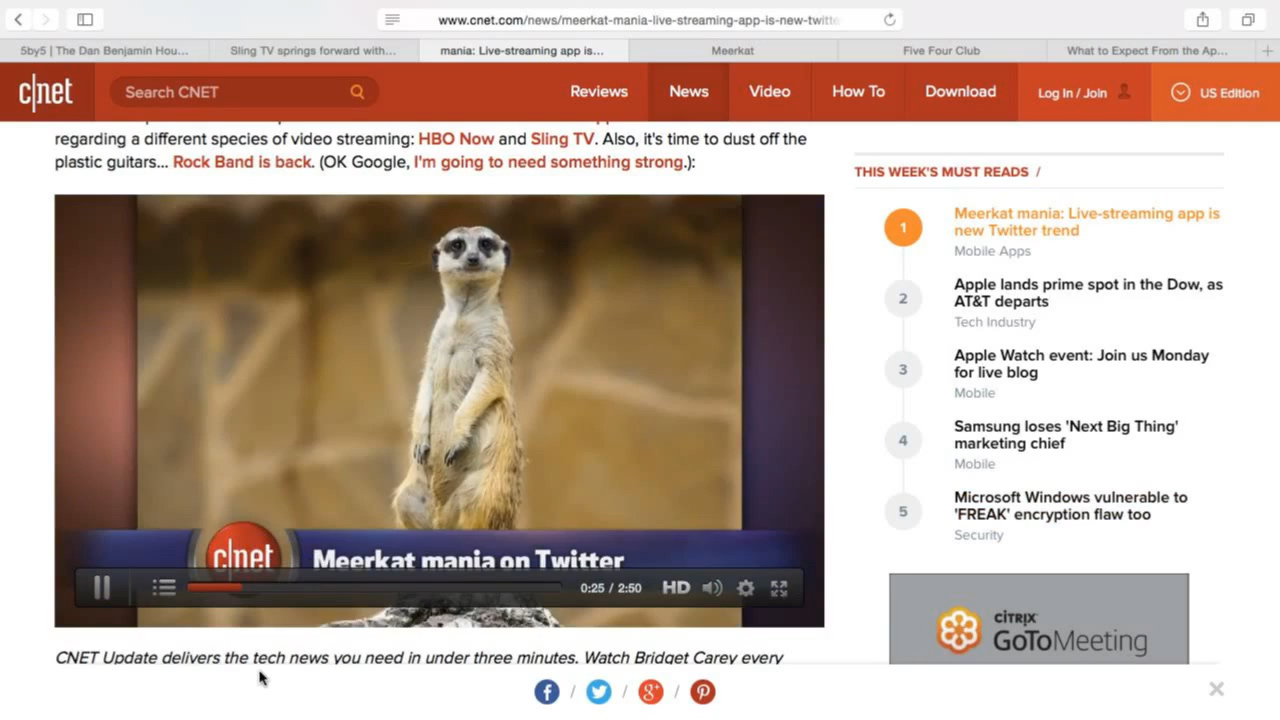 www.cnet.com/news/meerkat-mania-live-streaming-app-is-new-twitte
5by5 | The Dan Benjamin Hou...
Sling TV springs forward with...
mania: Live-streaming app is...
Meerkat
Five Four Club
What to Expect From the Ap...
c|net
Search CNET
Reviews
News
Video
How To
Download
Log In / Join
US Edition
regarding a different species of video streaming: HBO Now and Sling TV. Also, it's time to dust off the
plastic guitars... Rock Band is back. (OK Google, I'm going to need something strong.):
c|net
Meerkat mania on Twitter
0:25 / 2:50
HD
CNET Update delivers the tech news you need in under three minutes. Watch Bridget Carey every
THIS WEEK'S MUST READS /
1
Meerkat mania: Live-streaming app is
new Twitter trend
Mobile Apps
2
Apple lands prime spot in the Dow, as
AT&T departs
Tech Industry
3
Apple Watch event: Join us Monday
for live blog
Mobile
4
Samsung loses 'Next Big Thing'
marketing chief
Mobile
5
Microsoft Windows vulnerable to
'FREAK' encryption flaw too
Security
CITRIX
GoToMeeting
f / / g+ /